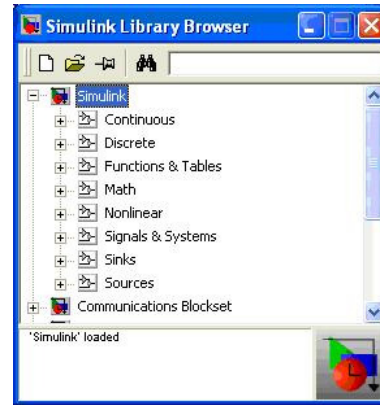 Simulink Library Browser
Simulink
Continuous
Discrete
Functions & Tables
Math
Nonlinear
Signals & Systems
Sinks
Sources
Communications Blockset
'Simulink' loaded